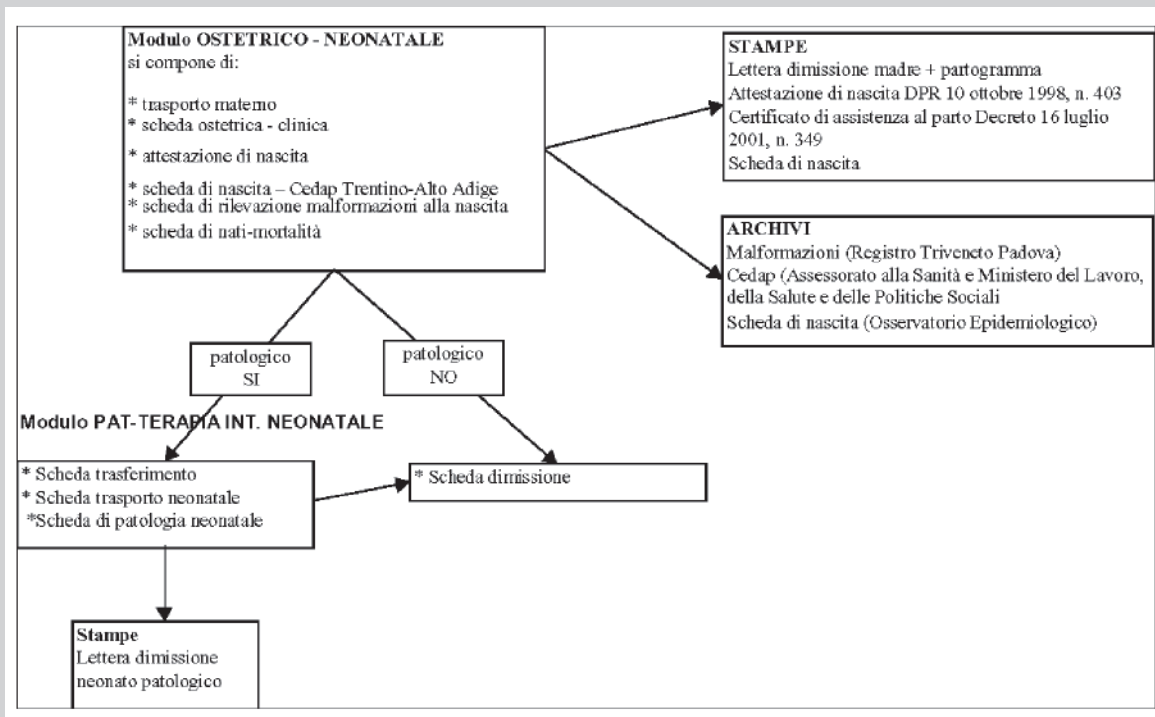 Modulo OSTETRICO - NEONATALE
si compone di:
* trasporto materno
* scheda ostetrica - clinica
* attestazione di nascita
* scheda di nascita – Cedap Trentino-Alto Adige
* scheda di rilevazione malformazioni alla nascita
* scheda di nati-mortalità
STAMPE
Lettera dimissione madre + partogramma
Attestazione di nascita DPR 10 ottobre 1998, n. 403
Certificato di assistenza al parto Decreto 16 luglio
2001, n. 349
Scheda di nascita
ARCHIVI
Malformazioni (Registro Triveneto Padova)
Cedap (Assessorato alla Sanità e Ministero del Lavoro,
della Salute e delle Politiche Sociali
Scheda di nascita (Osservatorio Epidemiologico)
patologico
SI
patologico
NO
Modulo PAT-TERAPIA INT. NEONATALE
* Scheda trasferimento
* Scheda trasporto neonatale
*Scheda di patologia neonatale
* Scheda dimissione
Stampe
Lettera dimissione
neonato patologico